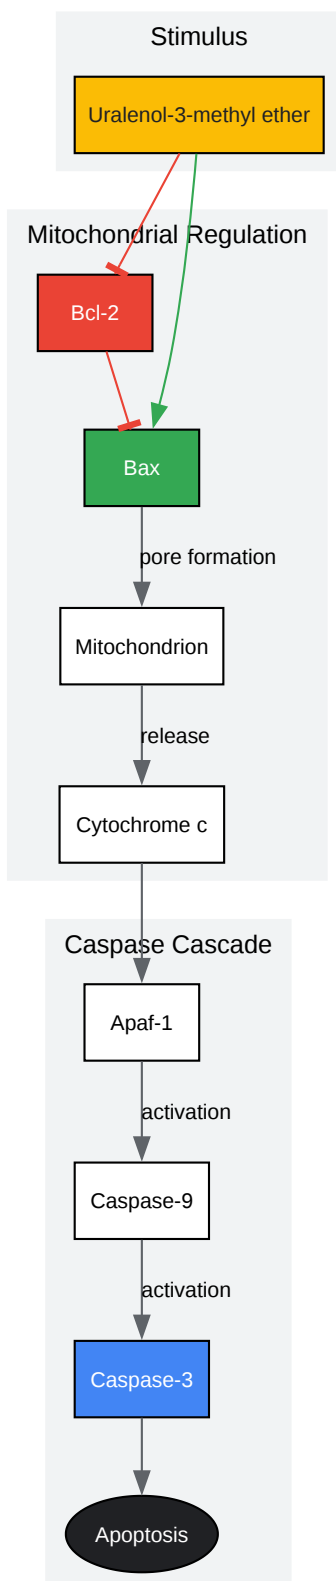 Stimulus
Uralenol-3-methyl ether
Mitochondrial Regulation
Bcl-2
Bax
pore formation
Mitochondrion
release
Cytochrome c
Caspase Cascade
Apaf-1
activation
Caspase-9
activation
Caspase-3
Apoptosis